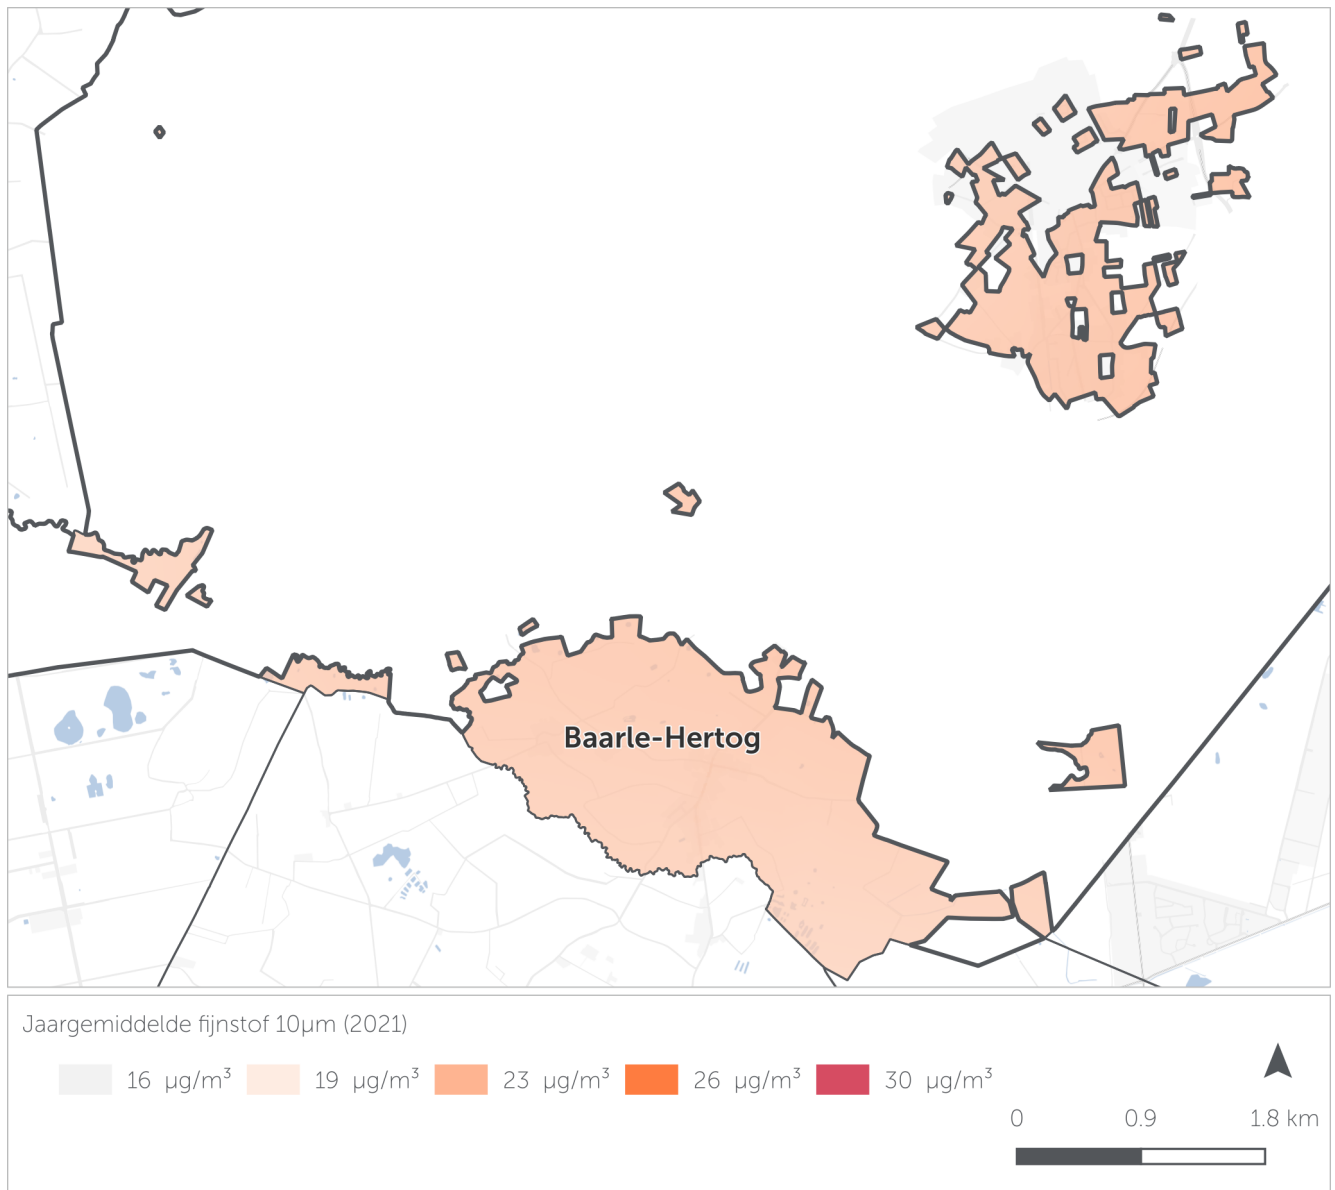 Baarle-Hertog
Jaargemiddelde fijnstof 10µm (2021)
16 µg/m³ 19 µg/m³ 23 µg/m³ 26 µg/m³ 30 µg/m³
0 0.9 1.8 km